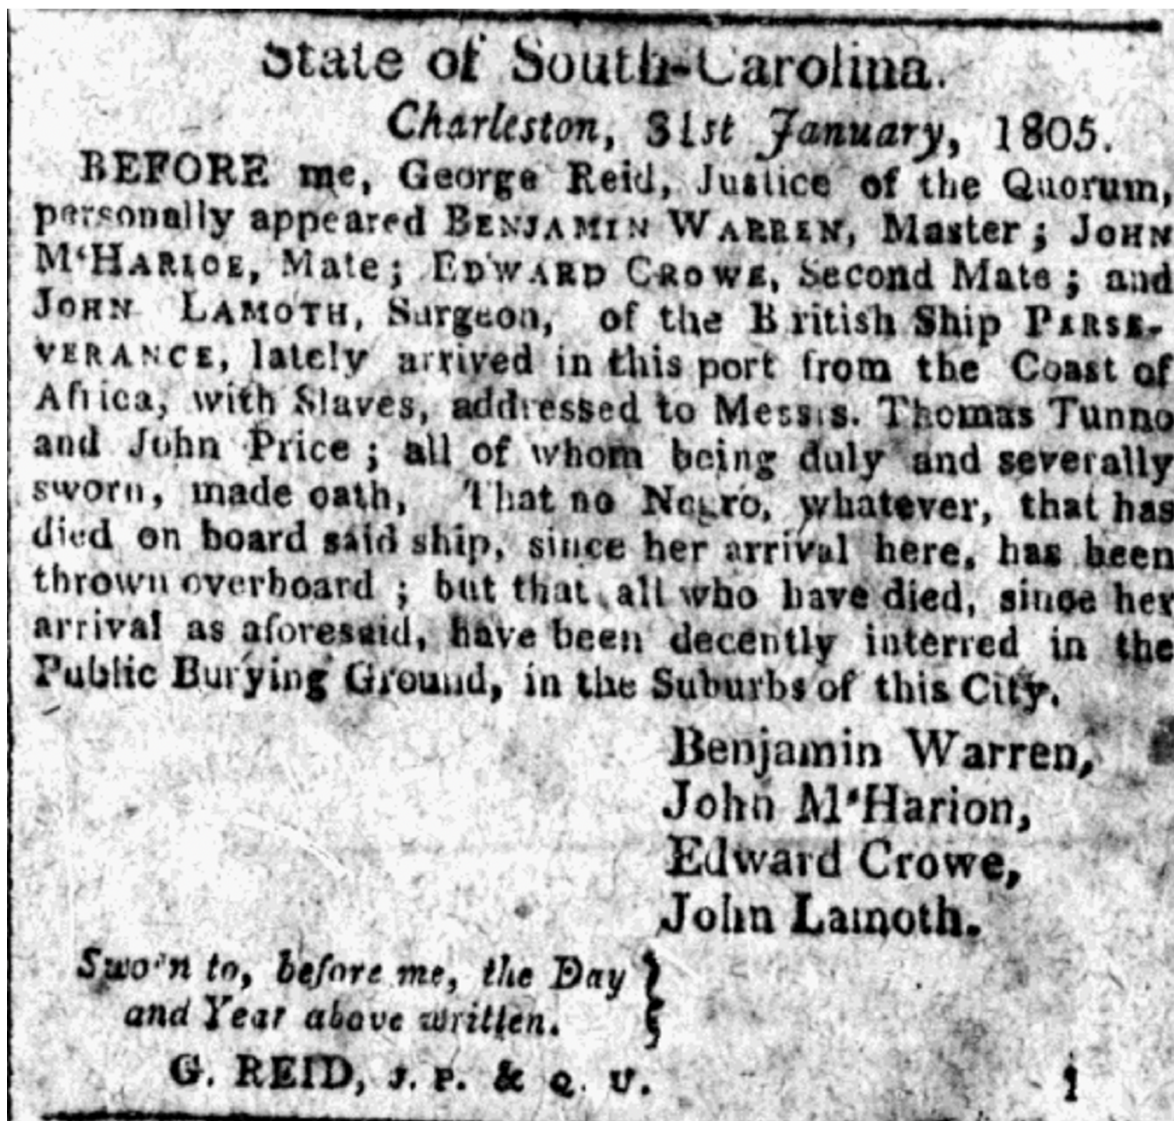 State of South-Carolina.
Charleston, 31st January, 1805.
BEFORE me, George Reid, Justice of the Quorum,
personally appeared BENJAMIN WARREN, Master; JOHN
M'HARIOE, Mate; EDWARD CROWE, Second Mate; and
JOHN LAMOTH, Surgeon, of the British Ship PERSE-
VERANCE, lately arrived in this port from the Coast of
Africa, with Slaves, addressed to Messrs. Thomas Tunno
and John Price; all of whom being duly and severally
sworn, made oath, That no Negro, whatever, that has
died on board said ship, since her arrival here, has been
thrown overboard; but that all who have died, since her
arrival as aforesaid, have been decently interred in the
Public Burying Ground, in the Suburbs of this City.
Benjamin Warren,
John M'Harion,
Edward Crowe,
John Lamoth.
Sworn to, before me, the Day
and Year above written.
G. REID, J. P. & Q. U.
1